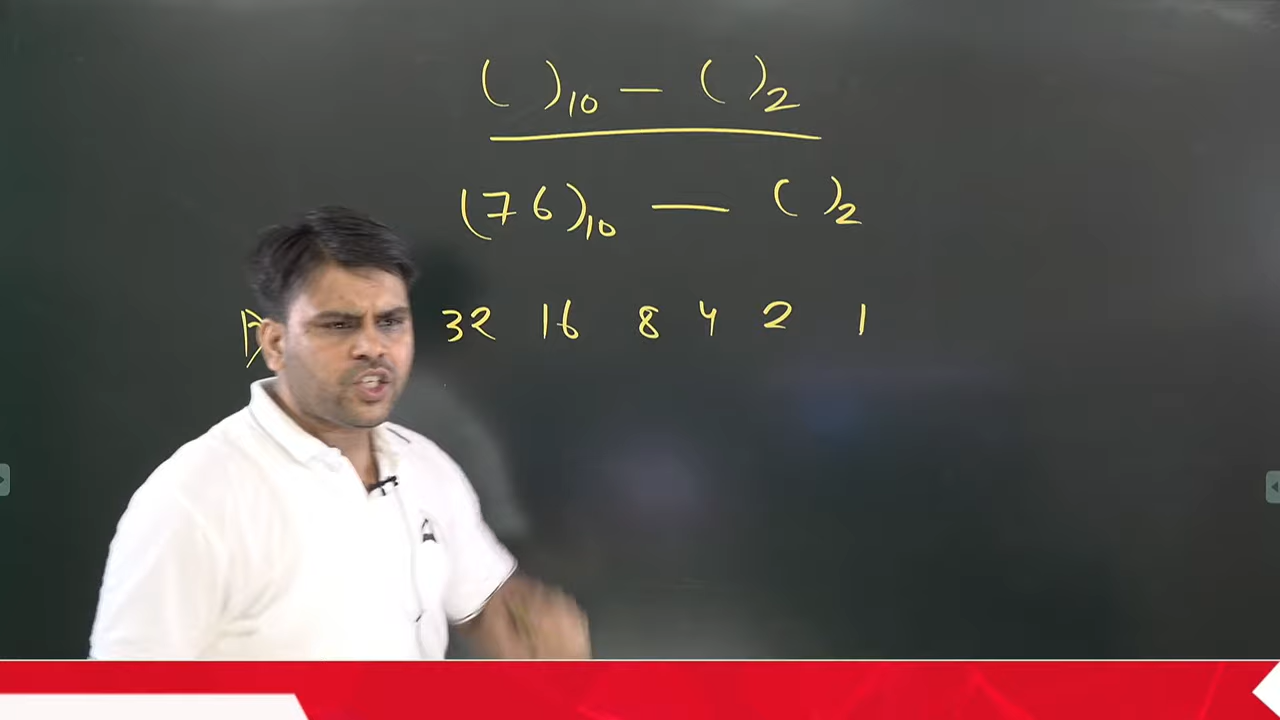 ( )₁₀ — ( )₂
(76)₁₀ — ( )₂
32 16 8 4 2 1